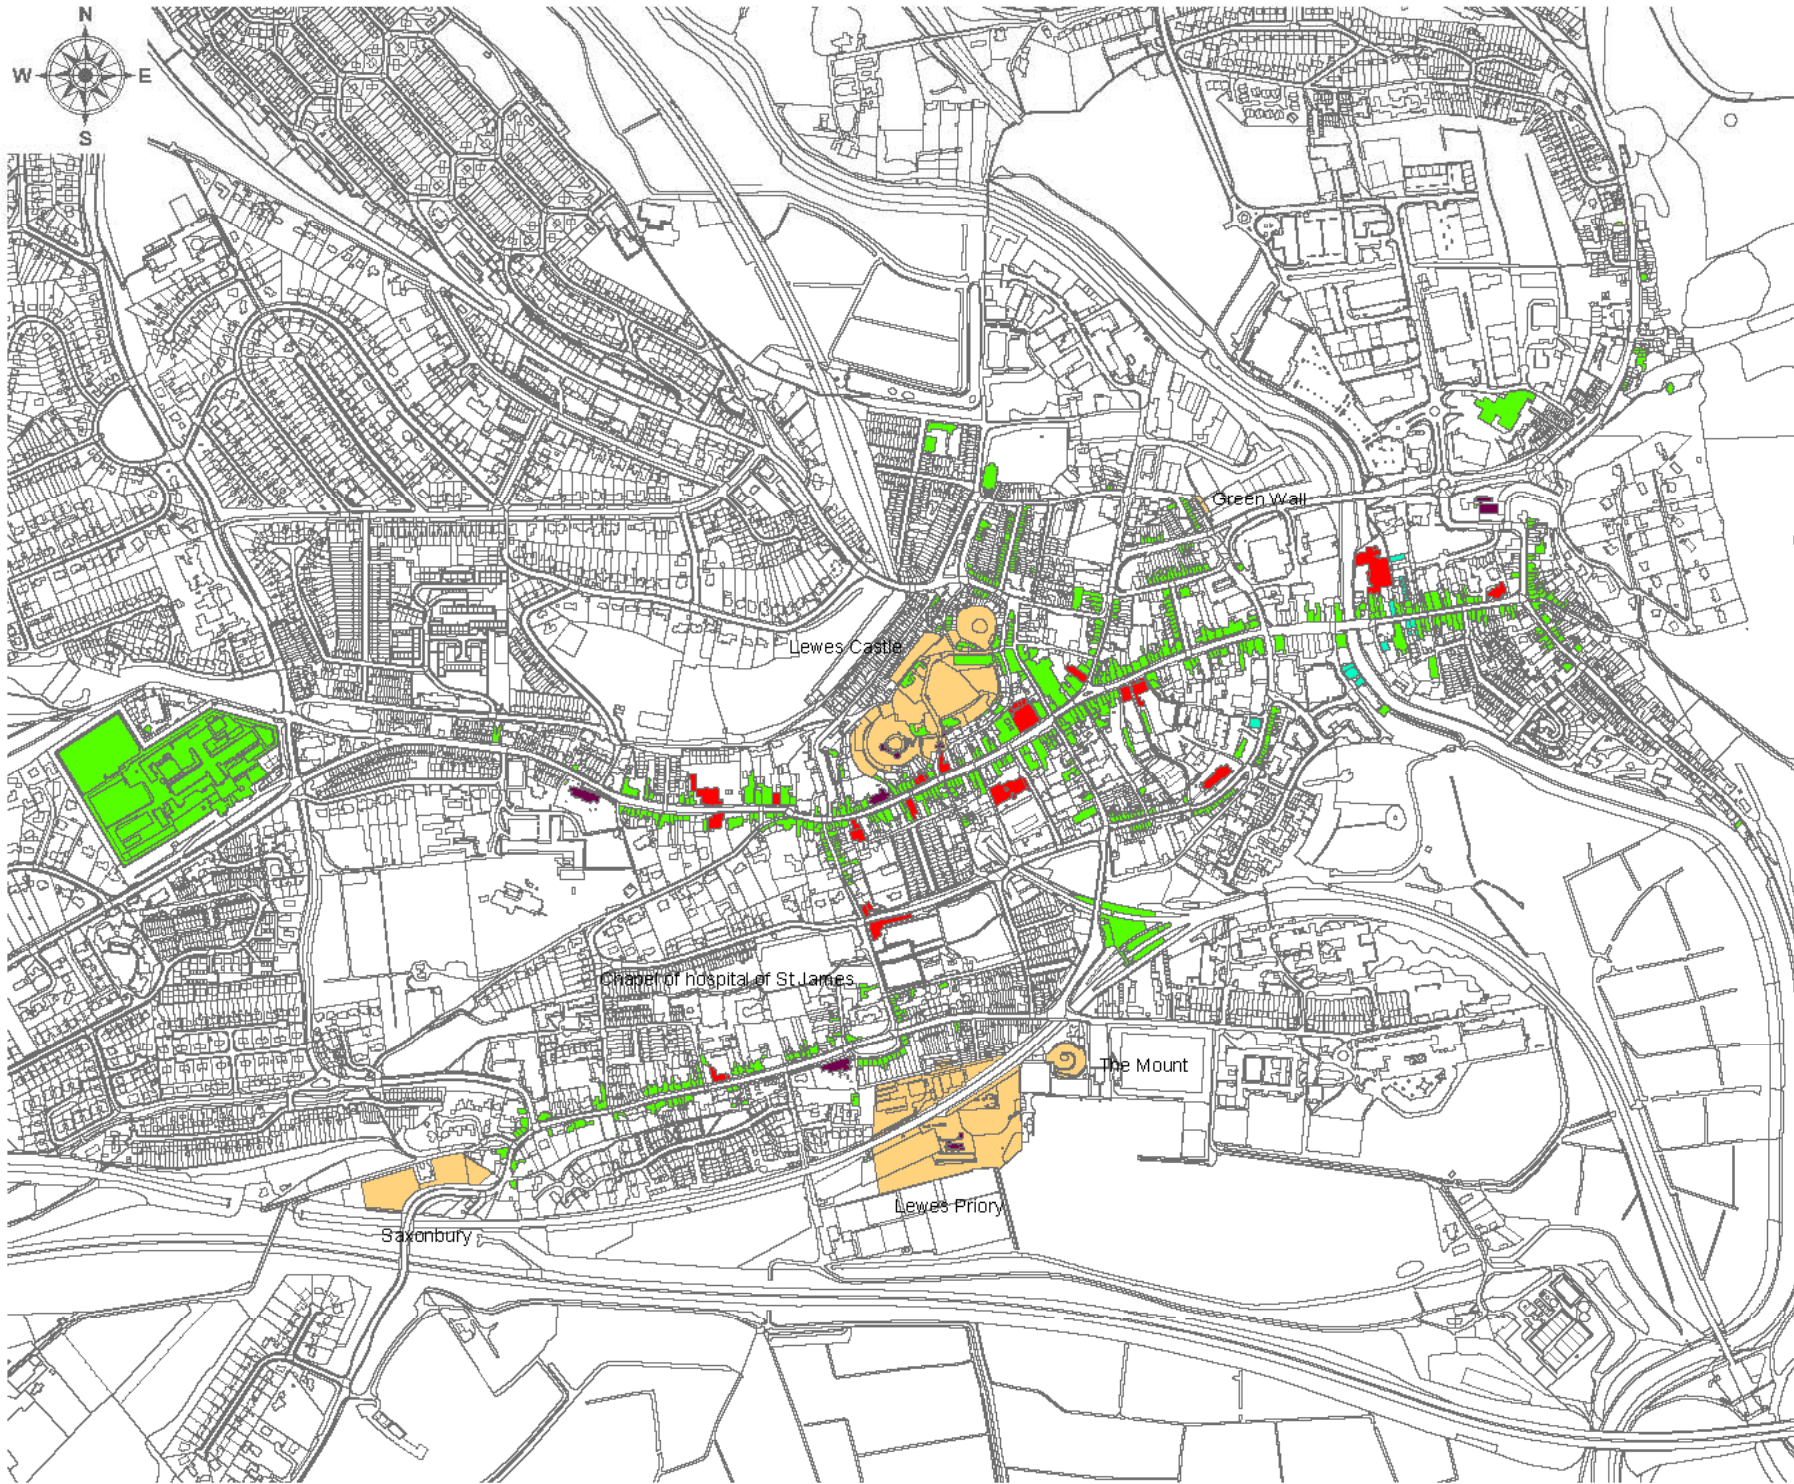 N
W E
S
Green Wall
Lewes Castle
Chapel of hospital of St James
The Mount
Lewes Priory
Saxonbury